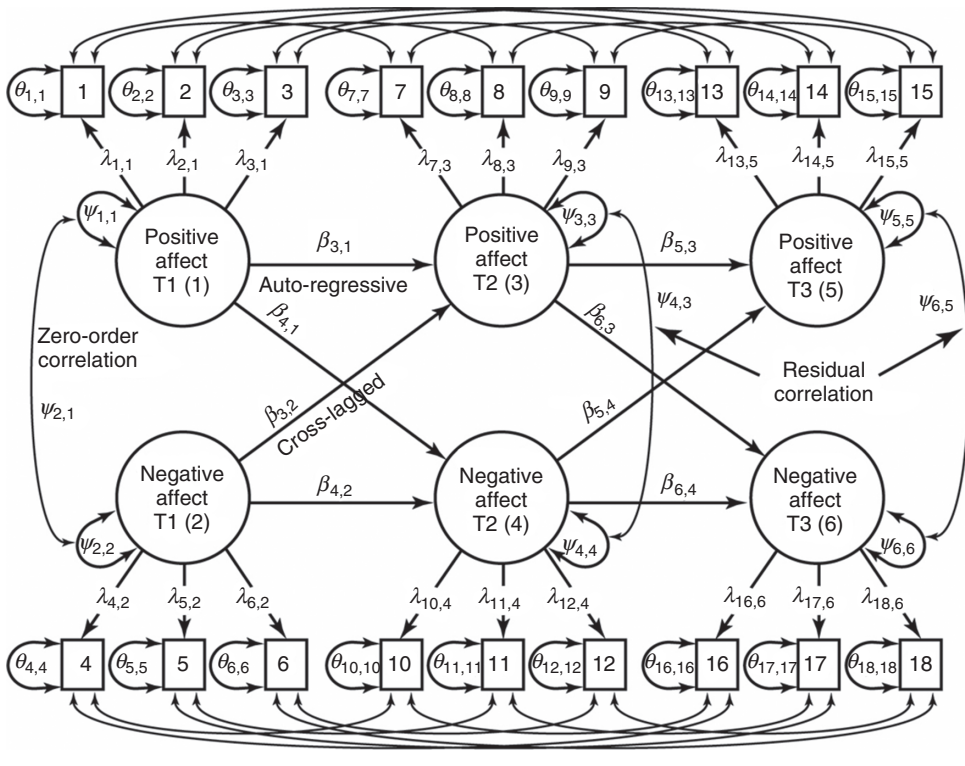 θ1,1 1 θ2,2 2 θ3,3 3 θ7,7 7 θ8,8 8 θ9,9 9 θ13,13 13 θ14,14 14 θ15,15 15
λ1,1 λ2,1 λ3,1 λ7,3 λ8,3 λ9,3 λ13,5 λ14,5 λ15,5
ψ1,1 ψ3,3 ψ5,5
Positive
affect
T1 (1)
β3,1
Auto-regressive
Positive
affect
T2 (3)
β5,3
Positive
affect
T3 (5)
β4,1
β6,3
ψ4,3
ψ6,5
Zero-order
correlation
ψ2,1
Residual
correlation
β3,2
Cross-lagged
β5,4
Negative
affect
T1 (2)
β4,2
Negative
affect
T2 (4)
β6,4
Negative
affect
T3 (6)
ψ2,2 ψ4,4 ψ6,6
λ4,2 λ5,2 λ6,2 λ10,4 λ11,4 λ12,4 λ16,6 λ17,6 λ18,6
θ4,4 4 θ5,5 5 θ6,6 6 θ10,10 10 θ11,11 11 θ12,12 12 θ16,16 16 θ17,17 17 θ18,18 18